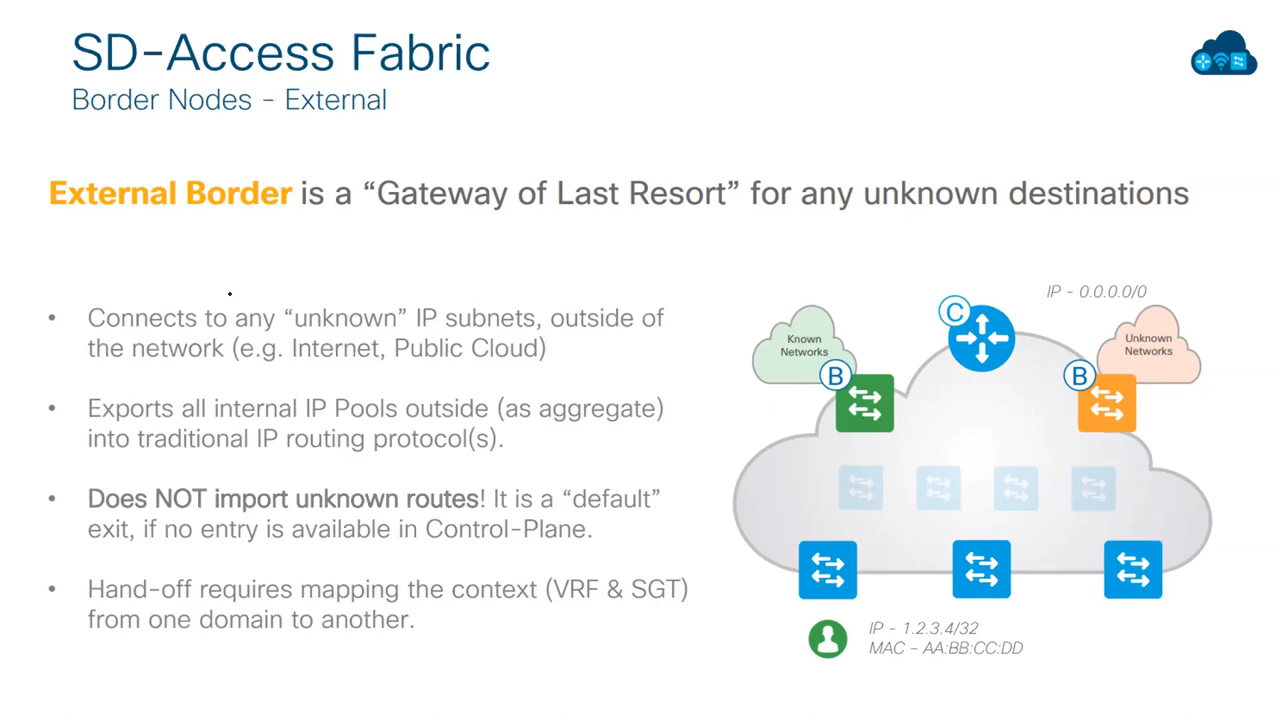 SD-Access Fabric
Border Nodes - External
External Border is a “Gateway of Last Resort” for any unknown destinations
• Connects to any “unknown” IP subnets, outside of
the network (e.g. Internet, Public Cloud)
• Exports all internal IP Pools outside (as aggregate)
into traditional IP routing protocol(s).
• Does NOT import unknown routes! It is a “default”
exit, if no entry is available in Control-Plane.
• Hand-off requires mapping the context (VRF & SGT)
from one domain to another.
IP - 0.0.0.0/0
C
Known
Networks
Unknown
Networks
B
B
IP - 1.2.3.4/32
MAC - AA:BB:CC:DD